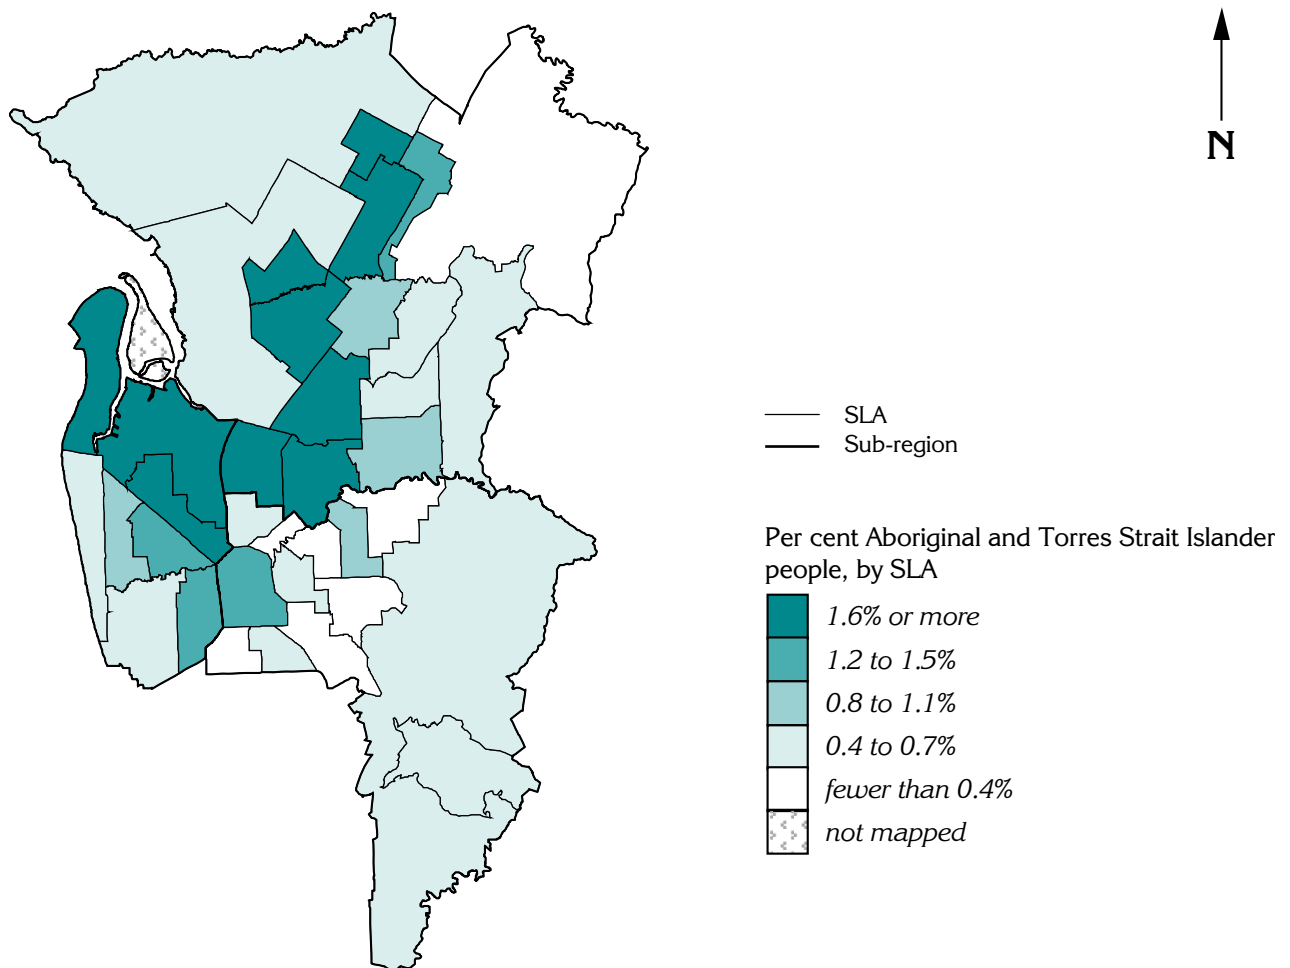 N
SLA
Sub-region
Per cent Aboriginal and Torres Strait Islander
people, by SLA
1.6% or more
1.2 to 1.5%
0.8 to 1.1%
0.4 to 0.7%
fewer than 0.4%
not mapped